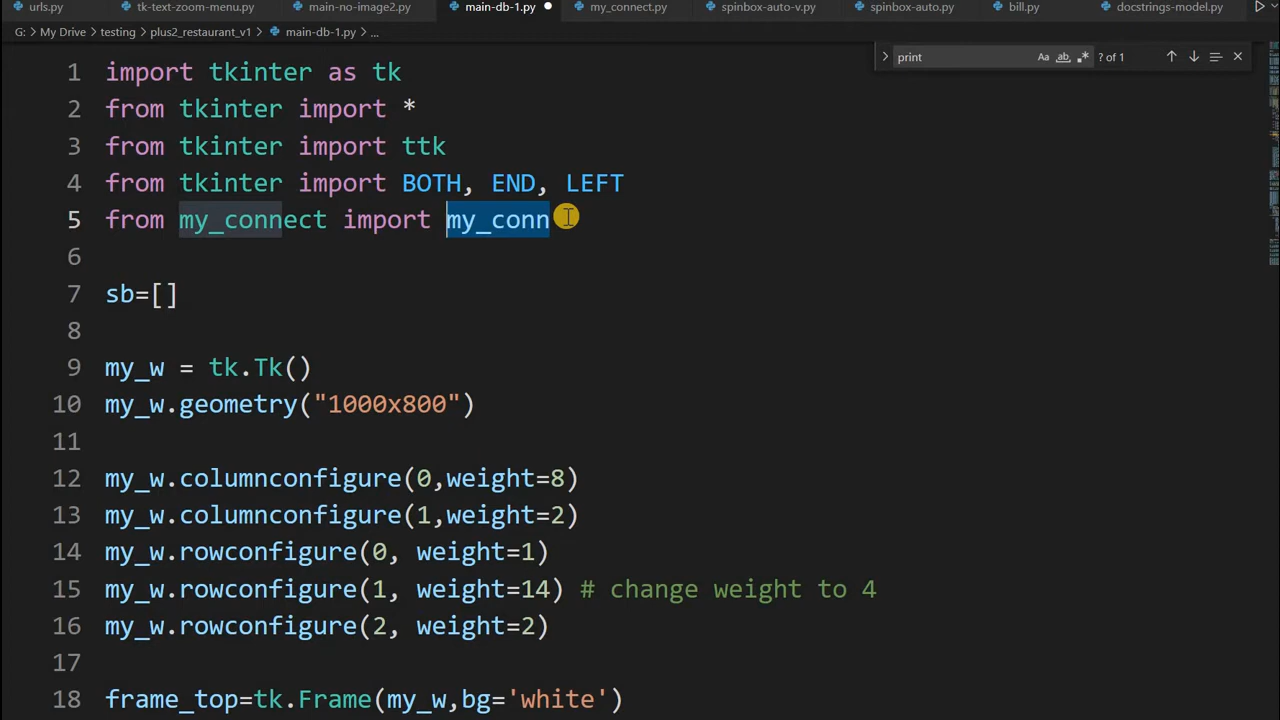 urls.py tk-text-zoom-menu.py main-no-image2.py main-db-1.py my_connect.py spinbox-auto-v.py spinbox-auto.py bill.py docstrings-model.py
G: > My Drive > testing > plus2_restaurant_v1 > main-db-1.py > ...
print Aa ab .* ? of 1
1 import tkinter as tk
2 from tkinter import *
3 from tkinter import ttk
4 from tkinter import BOTH, END, LEFT
5 from my_connect import my_conn
6
7 sb=[]
8
9 my_w = tk.Tk()
10 my_w.geometry("1000x800")
11
12 my_w.columnconfigure(0,weight=8)
13 my_w.columnconfigure(1,weight=2)
14 my_w.rowconfigure(0, weight=1)
15 my_w.rowconfigure(1, weight=14) # change weight to 4
16 my_w.rowconfigure(2, weight=2)
17
18 frame_top=tk.Frame(my_w,bg='white')